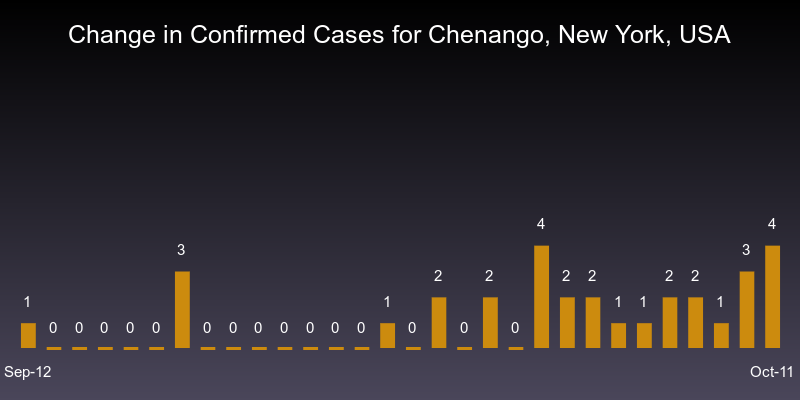 Change in Confirmed Cases for Chenango, New York, USA
1 0 0 0 0 0 3 0 0 0 0 0 0 0 1 0 2 0 2 0 4 2 2 1 1 2 2 1 3 4
Sep-12 Oct-11